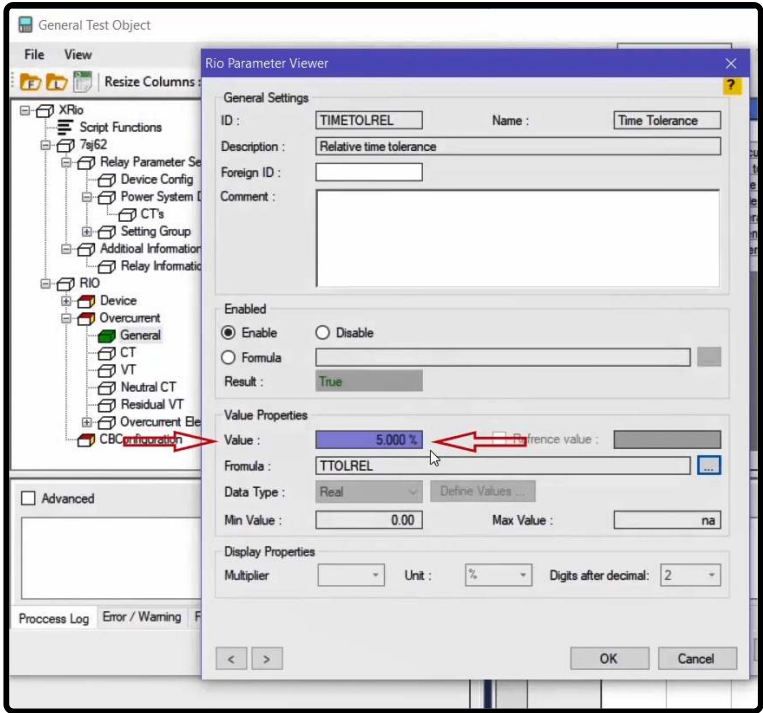 General Test Object
File View
Resize Columns :
XRio
Script Functions
7sj62
Relay Parameter Se
Device Config
Power System D
CT's
Setting Group
Additioal Information
Relay Informatic
RIO
Device
Overcurrent
General
CT
VT
Neutral CT
Residual VT
Overcurrent Ele
CBConfiguration
Advanced
Proccess Log Error / Warning F
Rio Parameter Viewer
?
General Settings
ID : TIMETOLREL Name : Time Tolerance
Description : Relative time tolerance
Foreign ID :
Comment :
Enabled
Enable Disable
Formula ...
Result : True
Value Properties
Value : 5.000 % Refrence value :
Fromula : TTOLREL ...
Data Type : Real Define Values ...
Min Value : 0.00 Max Value : na
Display Properties
Multiplier Unit : % Digits after decimal: 2
< > OK Cancel